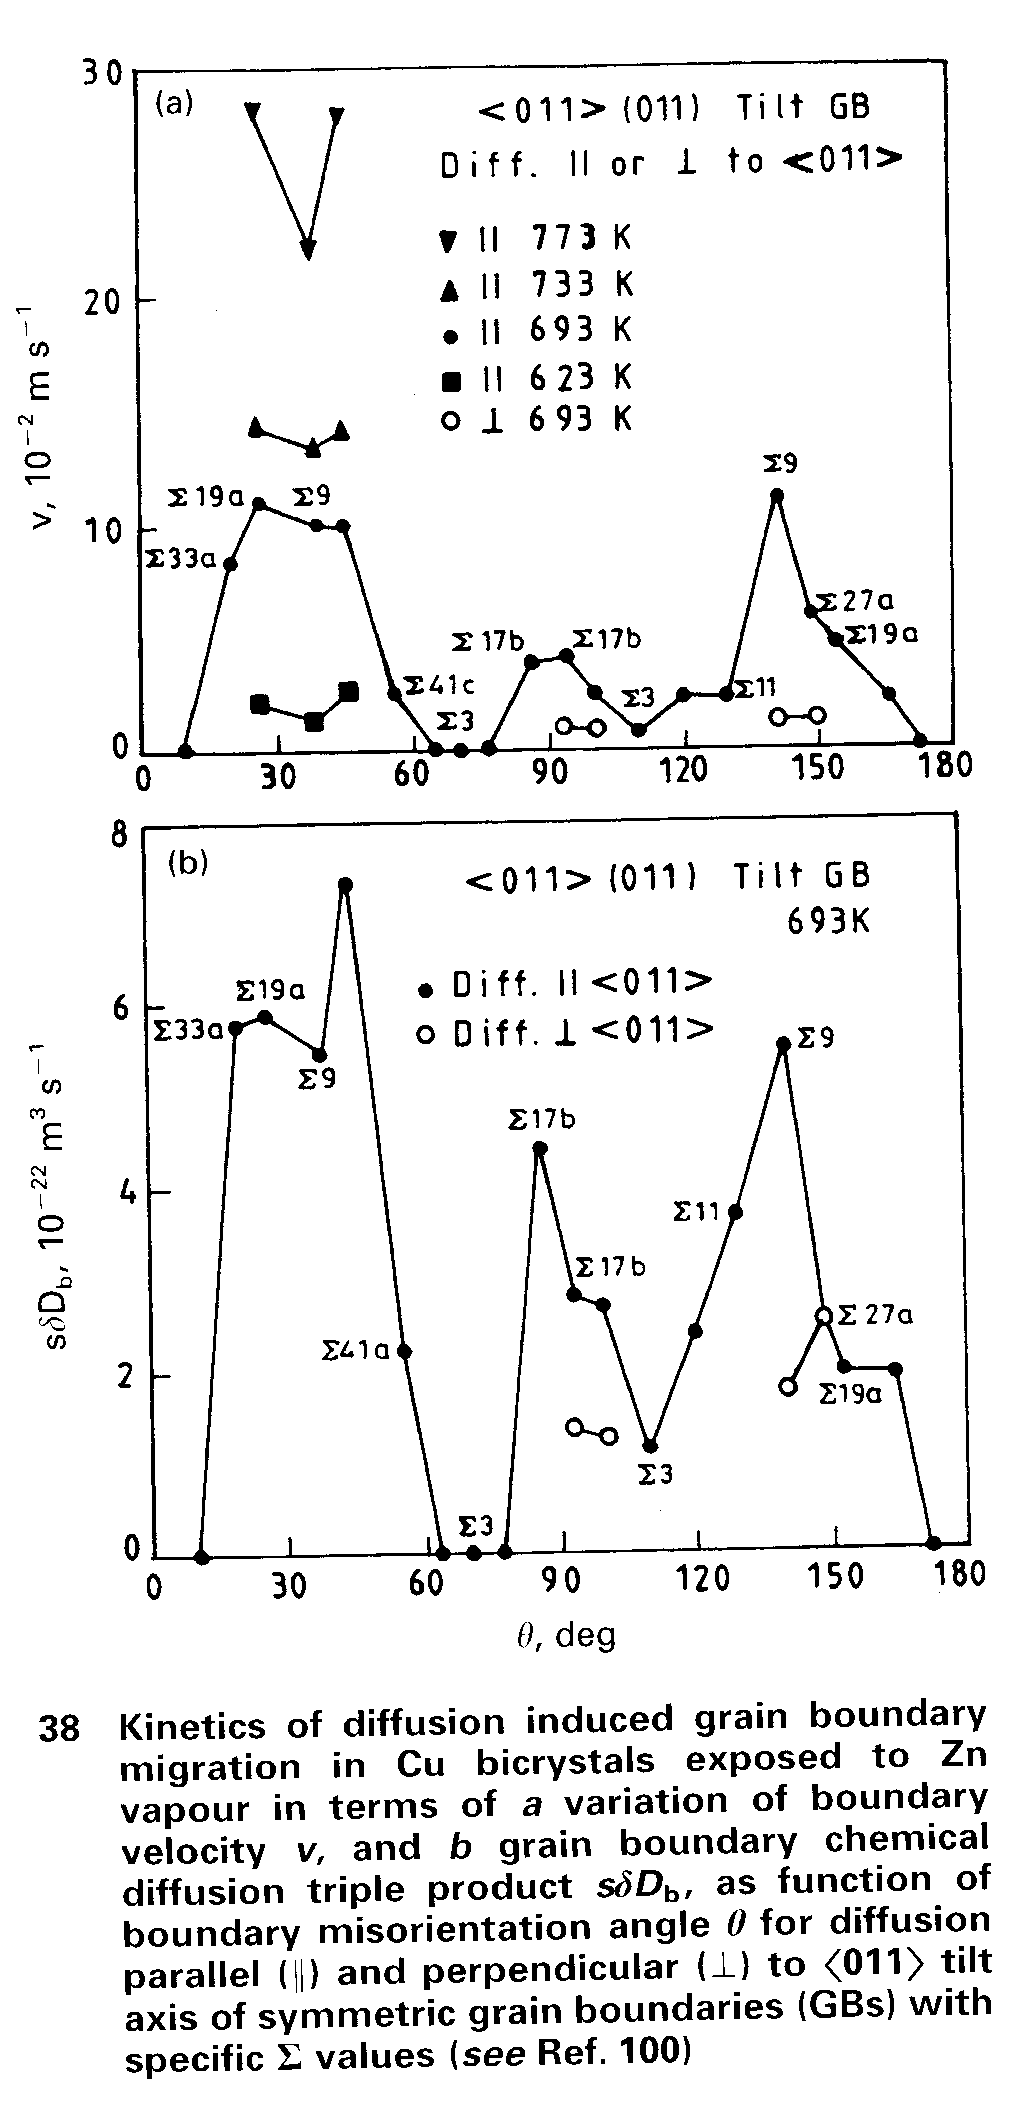 30
(a)
<011> (011) Tilt GB
Diff. || or ⊥ to <011>
▼ || 773 K
▲ || 733 K
● || 693 K
■ || 623 K
○ ⊥ 693 K
20
v, 10⁻² m s⁻¹
Σ9
Σ19a
Σ9
10
Σ33a
Σ27a
Σ19a
Σ17b
Σ17b
Σ41c
Σ3
Σ3
Σ11
0
0 30 60 90 120 150 180
8
(b)
<011> (011) Tilt GB
693K
● Diff. || <011>
○ Diff. ⊥ <011>
6
Σ19a
Σ33a
Σ9
Σ9
sδD_b, 10⁻²² m³ s⁻¹
Σ17b
4
Σ11
Σ17b
Σ27a
Σ41a
2
Σ19a
Σ3
Σ3
0
0 30 60 90 120 150 180
θ, deg
38 Kinetics of diffusion induced grain boundary
migration in Cu bicrystals exposed to Zn
vapour in terms of a variation of boundary
velocity v, and b grain boundary chemical
diffusion triple product sδD_b, as function of
boundary misorientation angle θ for diffusion
parallel (||) and perpendicular (⊥) to ⟨011⟩ tilt
axis of symmetric grain boundaries (GBs) with
specific Σ values (see Ref. 100)